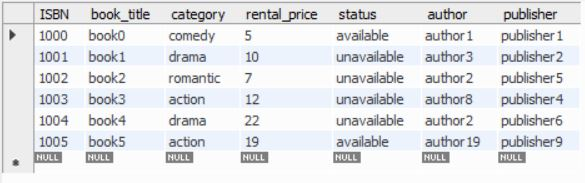 ISBN book_title category rental_price status author publisher
1000 book0 comedy 5 available author1 publisher1
1001 book1 drama 10 unavailable author3 publisher2
1002 book2 romantic 7 unavailable author2 publisher5
1003 book3 action 12 unavailable author8 publisher4
1004 book4 drama 22 unavailable author2 publisher6
1005 book5 action 19 available author19 publisher9
NULL NULL NULL NULL NULL NULL NULL